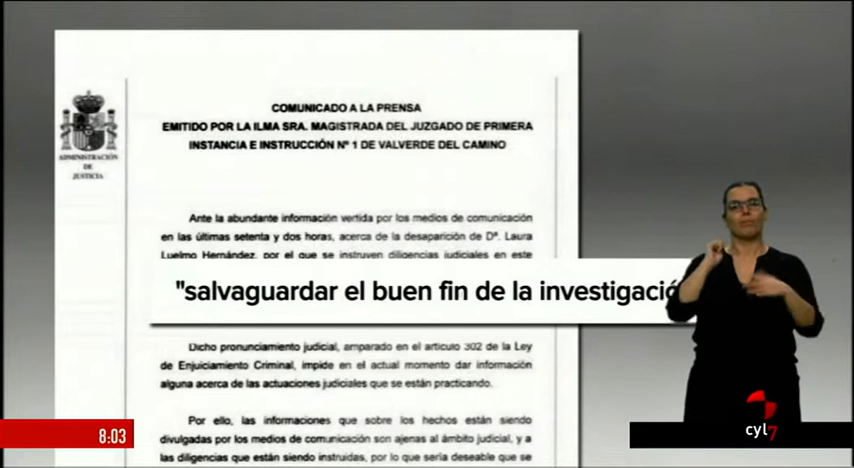 COMUNICADO A LA PRENSA
EMITIDO POR LA ILMA SRA. MAGISTRADA DEL JUZGADO DE PRIMERA
INSTANCIA E INSTRUCCIÓN Nº 1 DE VALVERDE DEL CAMINO
ADMINISTRACIÓN
DE
JUSTICIA
Ante la abundante información vertida por los medios de comunicación
en las últimas setenta y dos horas, acerca de la desaparición de Dª. Laura
Luelmo Hernández, por el que se instruyen diligencias judiciales en este
"salvaguardar el buen fin de la investigació
Dicho pronunciamiento judicial, amparado en el artículo 302 de la Ley
de Enjuiciamiento Criminal, impide en el actual momento dar información
alguna acerca de las actuaciones judiciales que se están practicando.
Por ello, las informaciones que sobre los hechos están siendo
divulgadas por los medios de comunicación son ajenas al ámbito judicial, y a
las diligencias que están siendo instruidas, por lo que sería deseable que se
8:03
cyl7